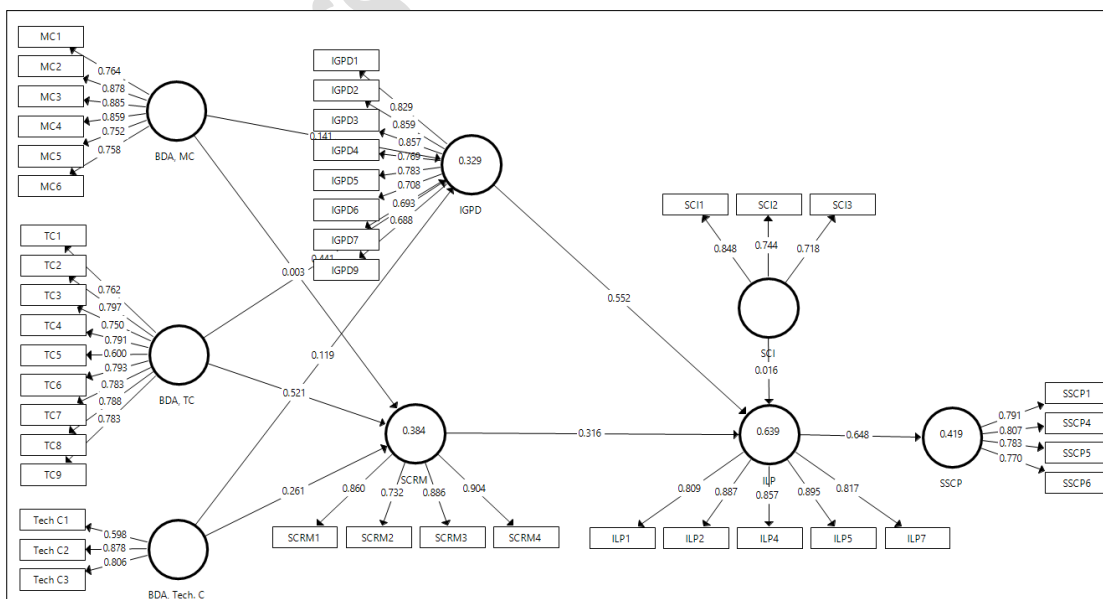 MC1
MC2
MC3
MC4
MC5
MC6
0.764
0.878
0.885
0.859
0.752
0.758
BDA, MC
TC1
TC2
TC3
TC4
TC5
TC6
TC7
TC8
TC9
0.762
0.797
0.750
0.791
0.600
0.793
0.783
0.788
0.783
BDA, TC
Tech C1
Tech C2
Tech C3
0.598
0.878
0.806
BDA, Tech. C
0.141
0.003
0.441
0.521
0.119
0.261
IGPD1
IGPD2
IGPD3
IGPD4
IGPD5
IGPD6
IGPD7
IGPD9
0.829
0.859
0.857
0.769
0.783
0.708
0.693
0.688
0.329
IGPD
0.384
SCRM
0.860
0.732
0.886
0.904
SCRM1
SCRM2
SCRM3
SCRM4
0.552
0.316
SCI1
SCI2
SCI3
0.848
0.744
0.718
SCI
0.016
0.639
ILP
0.809
0.887
0.857
0.895
0.817
ILP1
ILP2
ILP4
ILP5
ILP7
0.648
0.419
SSCP
0.791
0.807
0.783
0.770
SSCP1
SSCP4
SSCP5
SSCP6